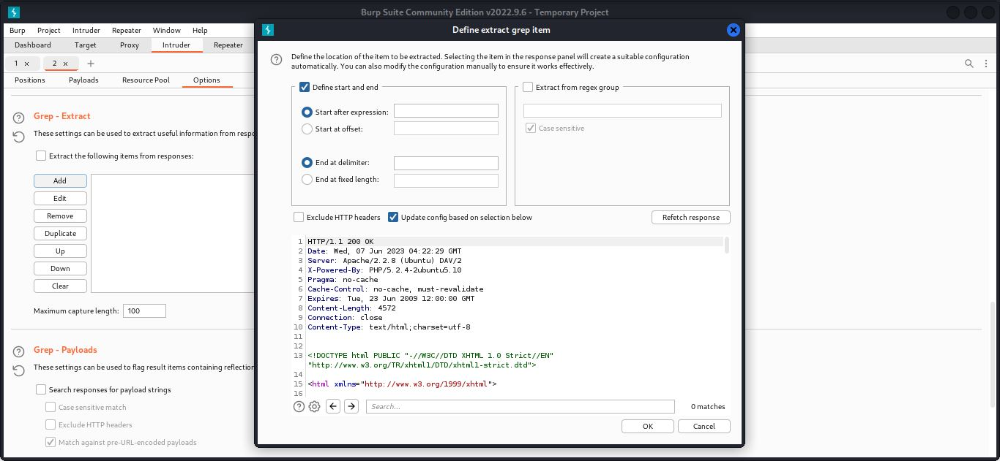 Burp Suite Community Edition v2022.9.6 - Temporary Project
Burp Project Intruder Repeater Window Help
Dashboard Target Proxy Intruder Repeater
1 × 2 × +
Positions Payloads Resource Pool Options
Grep - Extract
These settings can be used to extract useful information from
Extract the following items from responses:
Add
Edit
Remove
Duplicate
Up
Down
Clear
Maximum capture length: 100
Grep - Payloads
These settings can be used to flag result items containing reflection
Search responses for payload strings
Case sensitive match
Exclude HTTP headers
Match against pre-URL-encoded payloads
Define extract grep item
Define the location of the item to be extracted. Selecting the item in the response panel will create a suitable configuration
automatically. You can also modify the configuration manually to ensure it works effectively.
Define start and end
Start after expression:
Start at offset:
End at delimiter:
End at fixed length:
Extract from regex group
Case sensitive
Exclude HTTP headers Update config based on selection below Refetch response
1 HTTP/1.1 200 OK
2 Date: Wed, 07 Jun 2023 04:22:29 GMT
3 Server: Apache/2.2.8 (Ubuntu) DAV/2
4 X-Powered-By: PHP/5.2.4-2ubuntu5.10
5 Pragma: no-cache
6 Cache-Control: no-cache, must-revalidate
7 Expires: Tue, 23 Jun 2009 12:00:00 GMT
8 Content-Length: 4572
9 Connection: close
10 Content-Type: text/html;charset=utf-8
11
12
13 <!DOCTYPE html PUBLIC "-//W3C//DTD XHTML 1.0 Strict//EN"
"http://www.w3.org/TR/xhtml1/DTD/xhtml1-strict.dtd">
14
15 <html xmlns="http://www.w3.org/1999/xhtml">
16
Search... 0 matches
OK Cancel